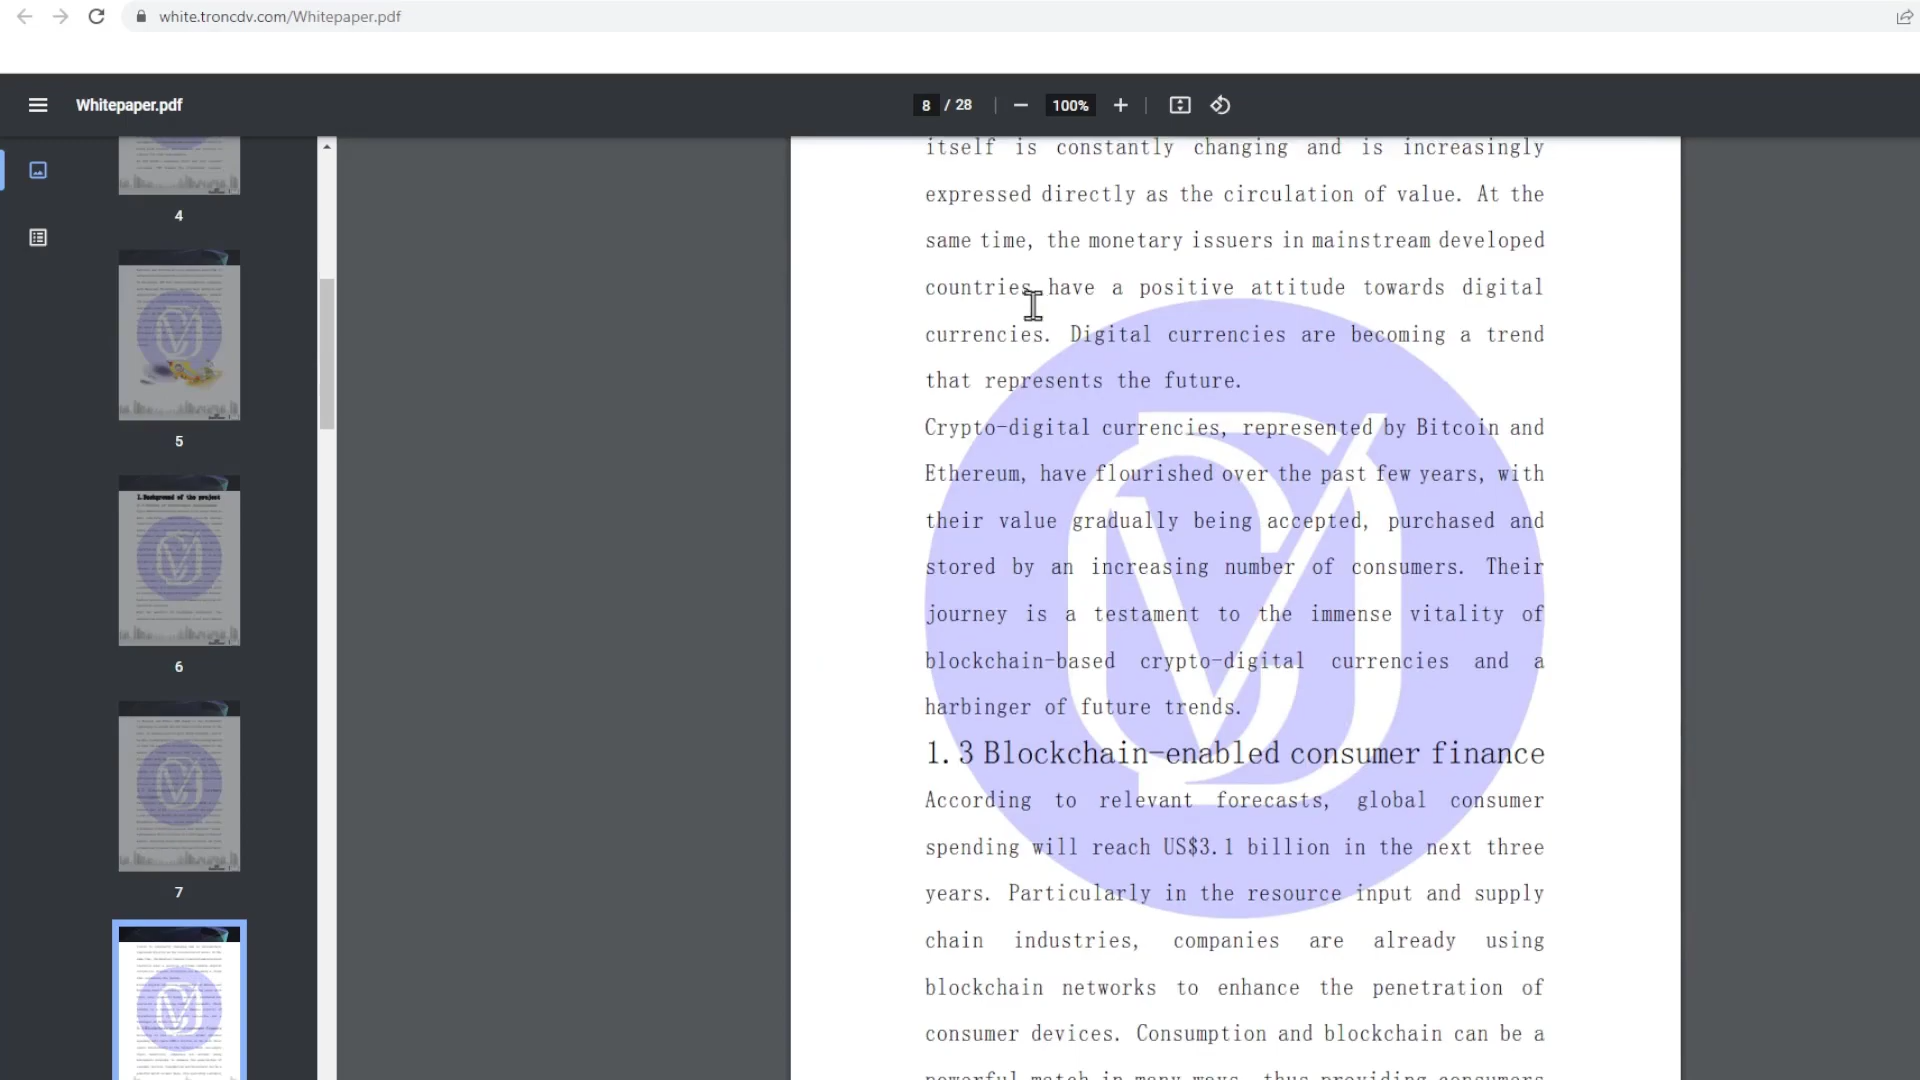 white.troncdv.com/Whitepaper.pdf
Whitepaper.pdf
8 / 28
100%
4
5
1.Background of the project
6
7
itself is constantly changing and is increasingly
expressed directly as the circulation of value. At the
same time, the monetary issuers in mainstream developed
countries have a positive attitude towards digital
currencies. Digital currencies are becoming a trend
that represents the future.
Crypto-digital currencies, represented by Bitcoin and
Ethereum, have flourished over the past few years, with
their value gradually being accepted, purchased and
stored by an increasing number of consumers. Their
journey is a testament to the immense vitality of
blockchain-based crypto-digital currencies and a
harbinger of future trends.
1.3 Blockchain-enabled consumer finance
According to relevant forecasts, global consumer
spending will reach US$3.1 billion in the next three
years. Particularly in the resource input and supply
chain industries, companies are already using
blockchain networks to enhance the penetration of
consumer devices. Consumption and blockchain can be a
powerful match in many ways, thus providing consumers